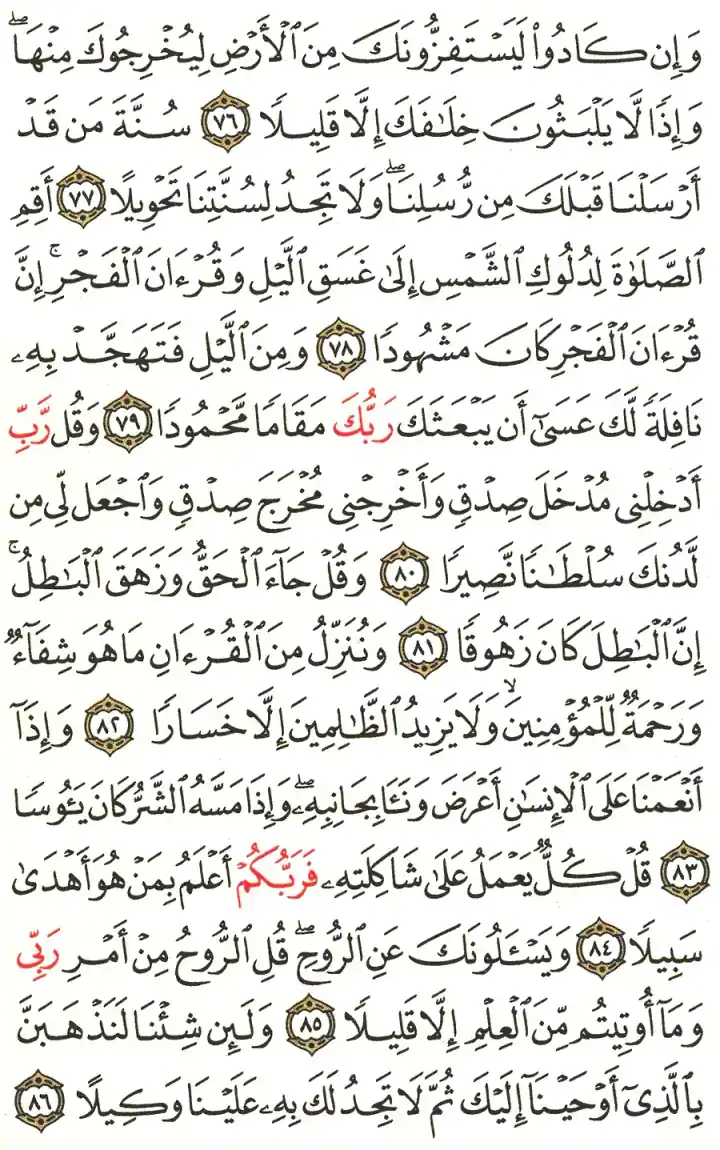 وَإِن كَادُوا۟ لَيَسْتَفِزُّونَكَ مِنَ ٱلْأَرْضِ لِيُخْرِجُوكَ مِنْهَا ۖ
وَإِذًا لَّا يَلْبَثُونَ خِلَٰفَكَ إِلَّا قَلِيلًا ٧٦ سُنَّةَ مَن قَدْ
أَرْسَلْنَا قَبْلَكَ مِن رُّسُلِنَا ۖ وَلَا تَجِدُ لِسُنَّتِنَا تَحْوِيلًا ٧٧ أَقِمِ
ٱلصَّلَوٰةَ لِدُلُوكِ ٱلشَّمْسِ إِلَىٰ غَسَقِ ٱلَّيْلِ وَقُرْءَانَ ٱلْفَجْرِ ۚ إِنَّ
قُرْءَانَ ٱلْفَجْرِ كَانَ مَشْهُودًا ٧٨ وَمِنَ ٱلَّيْلِ فَتَهَجَّدْ بِهِۦ
نَافِلَةً لَّكَ عَسَىٰٓ أَن يَبْعَثَكَ رَبُّكَ مَقَامًا مَّحْمُودًا ٧٩ وَقُل رَّبِّ
أَدْخِلْنِى مُدْخَلَ صِدْقٍ وَأَخْرِجْنِى مُخْرَجَ صِدْقٍ وَٱجْعَل لِّى مِن
لَّدُنكَ سُلْطَٰنًا نَّصِيرًا ٨٠ وَقُلْ جَآءَ ٱلْحَقُّ وَزَهَقَ ٱلْبَٰطِلُ ۚ
إِنَّ ٱلْبَٰطِلَ كَانَ زَهُوقًا ٨١ وَنُنَزِّلُ مِنَ ٱلْقُرْءَانِ مَا هُوَ شِفَآءٌ
وَرَحْمَةٌ لِّلْمُؤْمِنِينَ ۙ وَلَا يَزِيدُ ٱلظَّٰلِمِينَ إِلَّا خَسَارًا ٨٢ وَإِذَآ
أَنْعَمْنَا عَلَى ٱلْإِنسَٰنِ أَعْرَضَ وَنَـَٔا بِجَانِبِهِۦ ۖ وَإِذَا مَسَّهُ ٱلشَّرُّ كَانَ يَـُٔوسًا
٨٣ قُلْ كُلٌّ يَعْمَلُ عَلَىٰ شَاكِلَتِهِۦ فَرَبُّكُمْ أَعْلَمُ بِمَنْ هُوَ أَهْدَىٰ
سَبِيلًا ٨٤ وَيَسْـَٔلُونَكَ عَنِ ٱلرُّوحِ ۖ قُلِ ٱلرُّوحُ مِنْ أَمْرِ رَبِّى
وَمَآ أُوتِيتُم مِّنَ ٱلْعِلْمِ إِلَّا قَلِيلًا ٨٥ وَلَئِن شِئْنَا لَنَذْهَبَنَّ
بِٱلَّذِىٓ أَوْحَيْنَآ إِلَيْكَ ثُمَّ لَا تَجِدُ لَكَ بِهِۦ عَلَيْنَا وَكِيلًا ٨٦